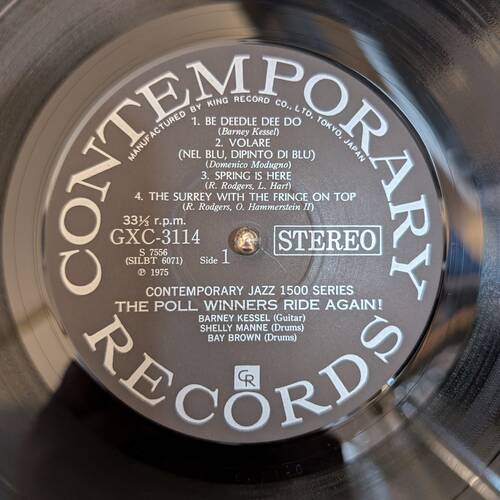 CONTEMPORARY
MANUFACTURED BY KING RECORD CO., LTD, TOKYO, JAPAN
1. BE DEEDLE DEE DO
(Barney Kessel)
2. VOLARE
(NEL BLU, DIPINTO DI BLU)
(Domenico Modugno)
3. SPRING IS HERE
(R. Rodgers, L. Hart)
4. THE SURREY WITH THE FRINGE ON TOP
(R. Rodgers, O. Hammerstein II)
33⅓ r.p.m.
GXC-3114
STEREO
S 7556
(SILBT 6071)
Side 1
℗ 1975
CONTEMPORARY JAZZ 1500 SERIES
THE POLL WINNERS RIDE AGAIN!
BARNEY KESSEL (Guitar)
SHELLY MANNE (Drums)
BAY BROWN (Drums)
CR
RECORDS